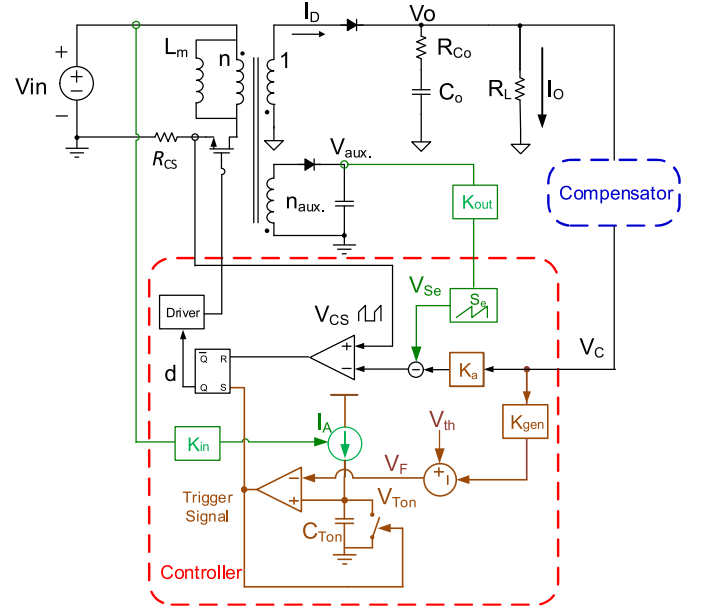 I_D
Vo
+
L_m
n
1
R_Co
Vin
+
−
C_o
R_L
I_O
−
R_CS
V_aux.
n_aux.
K_out
Compensator
V_Se
S_e
Driver
V_CS
+
−
V_C
Q̅ R
−
K_a
d
Q S
I_A
K_gen
V_th
K_in
V_F
+
−
Trigger
Signal
−
+
V_Ton
C_Ton
Controller